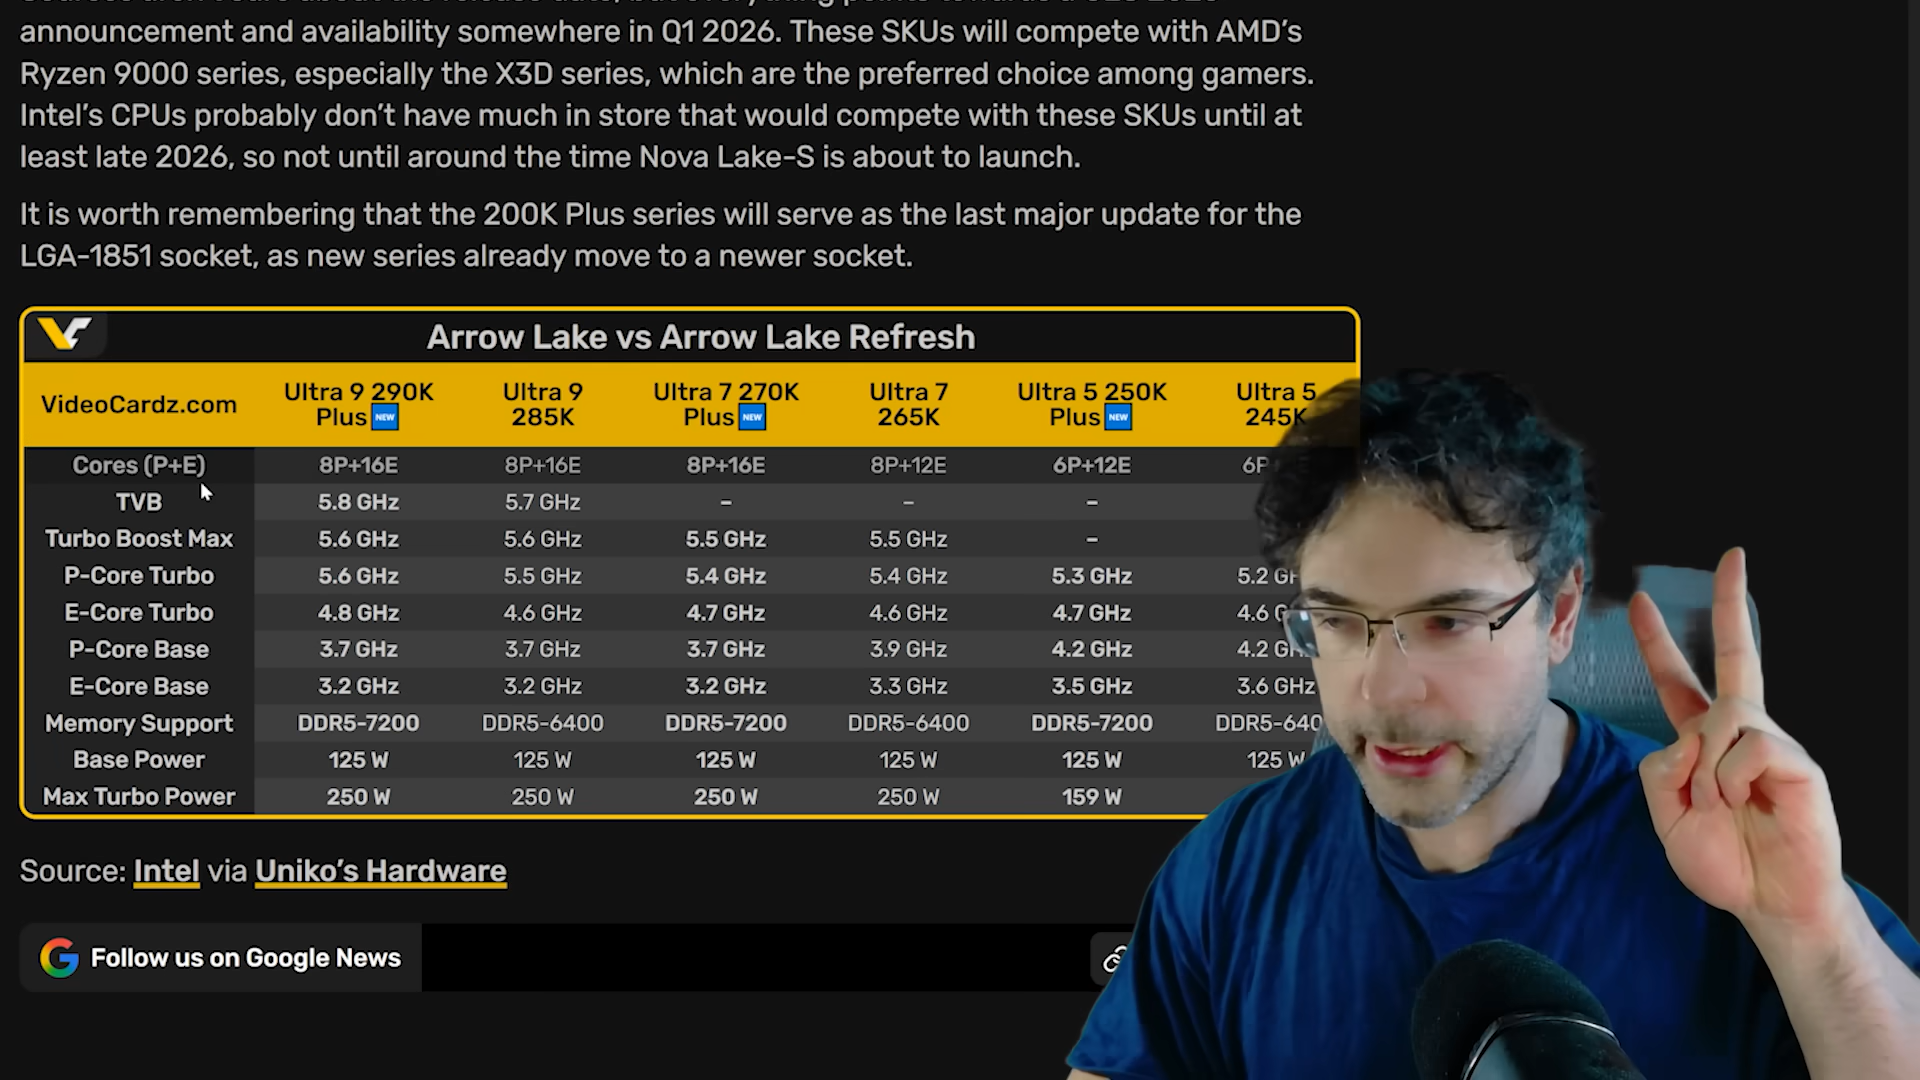 announcement and availability somewhere in Q1 2026. These SKUs will compete with AMD's
Ryzen 9000 series, especially the X3D series, which are the preferred choice among gamers.
Intel's CPUs probably don't have much in store that would compete with these SKUs until at
least late 2026, so not until around the time Nova Lake-S is about to launch.
It is worth remembering that the 200K Plus series will serve as the last major update for the
LGA-1851 socket, as new series already move to a newer socket.
Arrow Lake vs Arrow Lake Refresh
VideoCardz.com Ultra 9 290K Plus NEW Ultra 9 285K Ultra 7 270K Plus NEW Ultra 7 265K Ultra 5 250K Plus NEW Ultra 5 245K
Cores (P+E) 8P+16E 8P+16E 8P+16E 8P+12E 6P+12E 6P
TVB 5.8 GHz 5.7 GHz – – –
Turbo Boost Max 5.6 GHz 5.6 GHz 5.5 GHz 5.5 GHz –
P-Core Turbo 5.6 GHz 5.5 GHz 5.4 GHz 5.4 GHz 5.3 GHz 5.2 GH
E-Core Turbo 4.8 GHz 4.6 GHz 4.7 GHz 4.6 GHz 4.7 GHz 4.6 G
P-Core Base 3.7 GHz 3.7 GHz 3.7 GHz 3.9 GHz 4.2 GHz 4.2 GH
E-Core Base 3.2 GHz 3.2 GHz 3.2 GHz 3.3 GHz 3.5 GHz 3.6 GHz
Memory Support DDR5-7200 DDR5-6400 DDR5-7200 DDR5-6400 DDR5-7200 DDR5-640
Base Power 125 W 125 W 125 W 125 W 125 W 125 W
Max Turbo Power 250 W 250 W 250 W 250 W 159 W
Source: Intel via Uniko's Hardware
Follow us on Google News